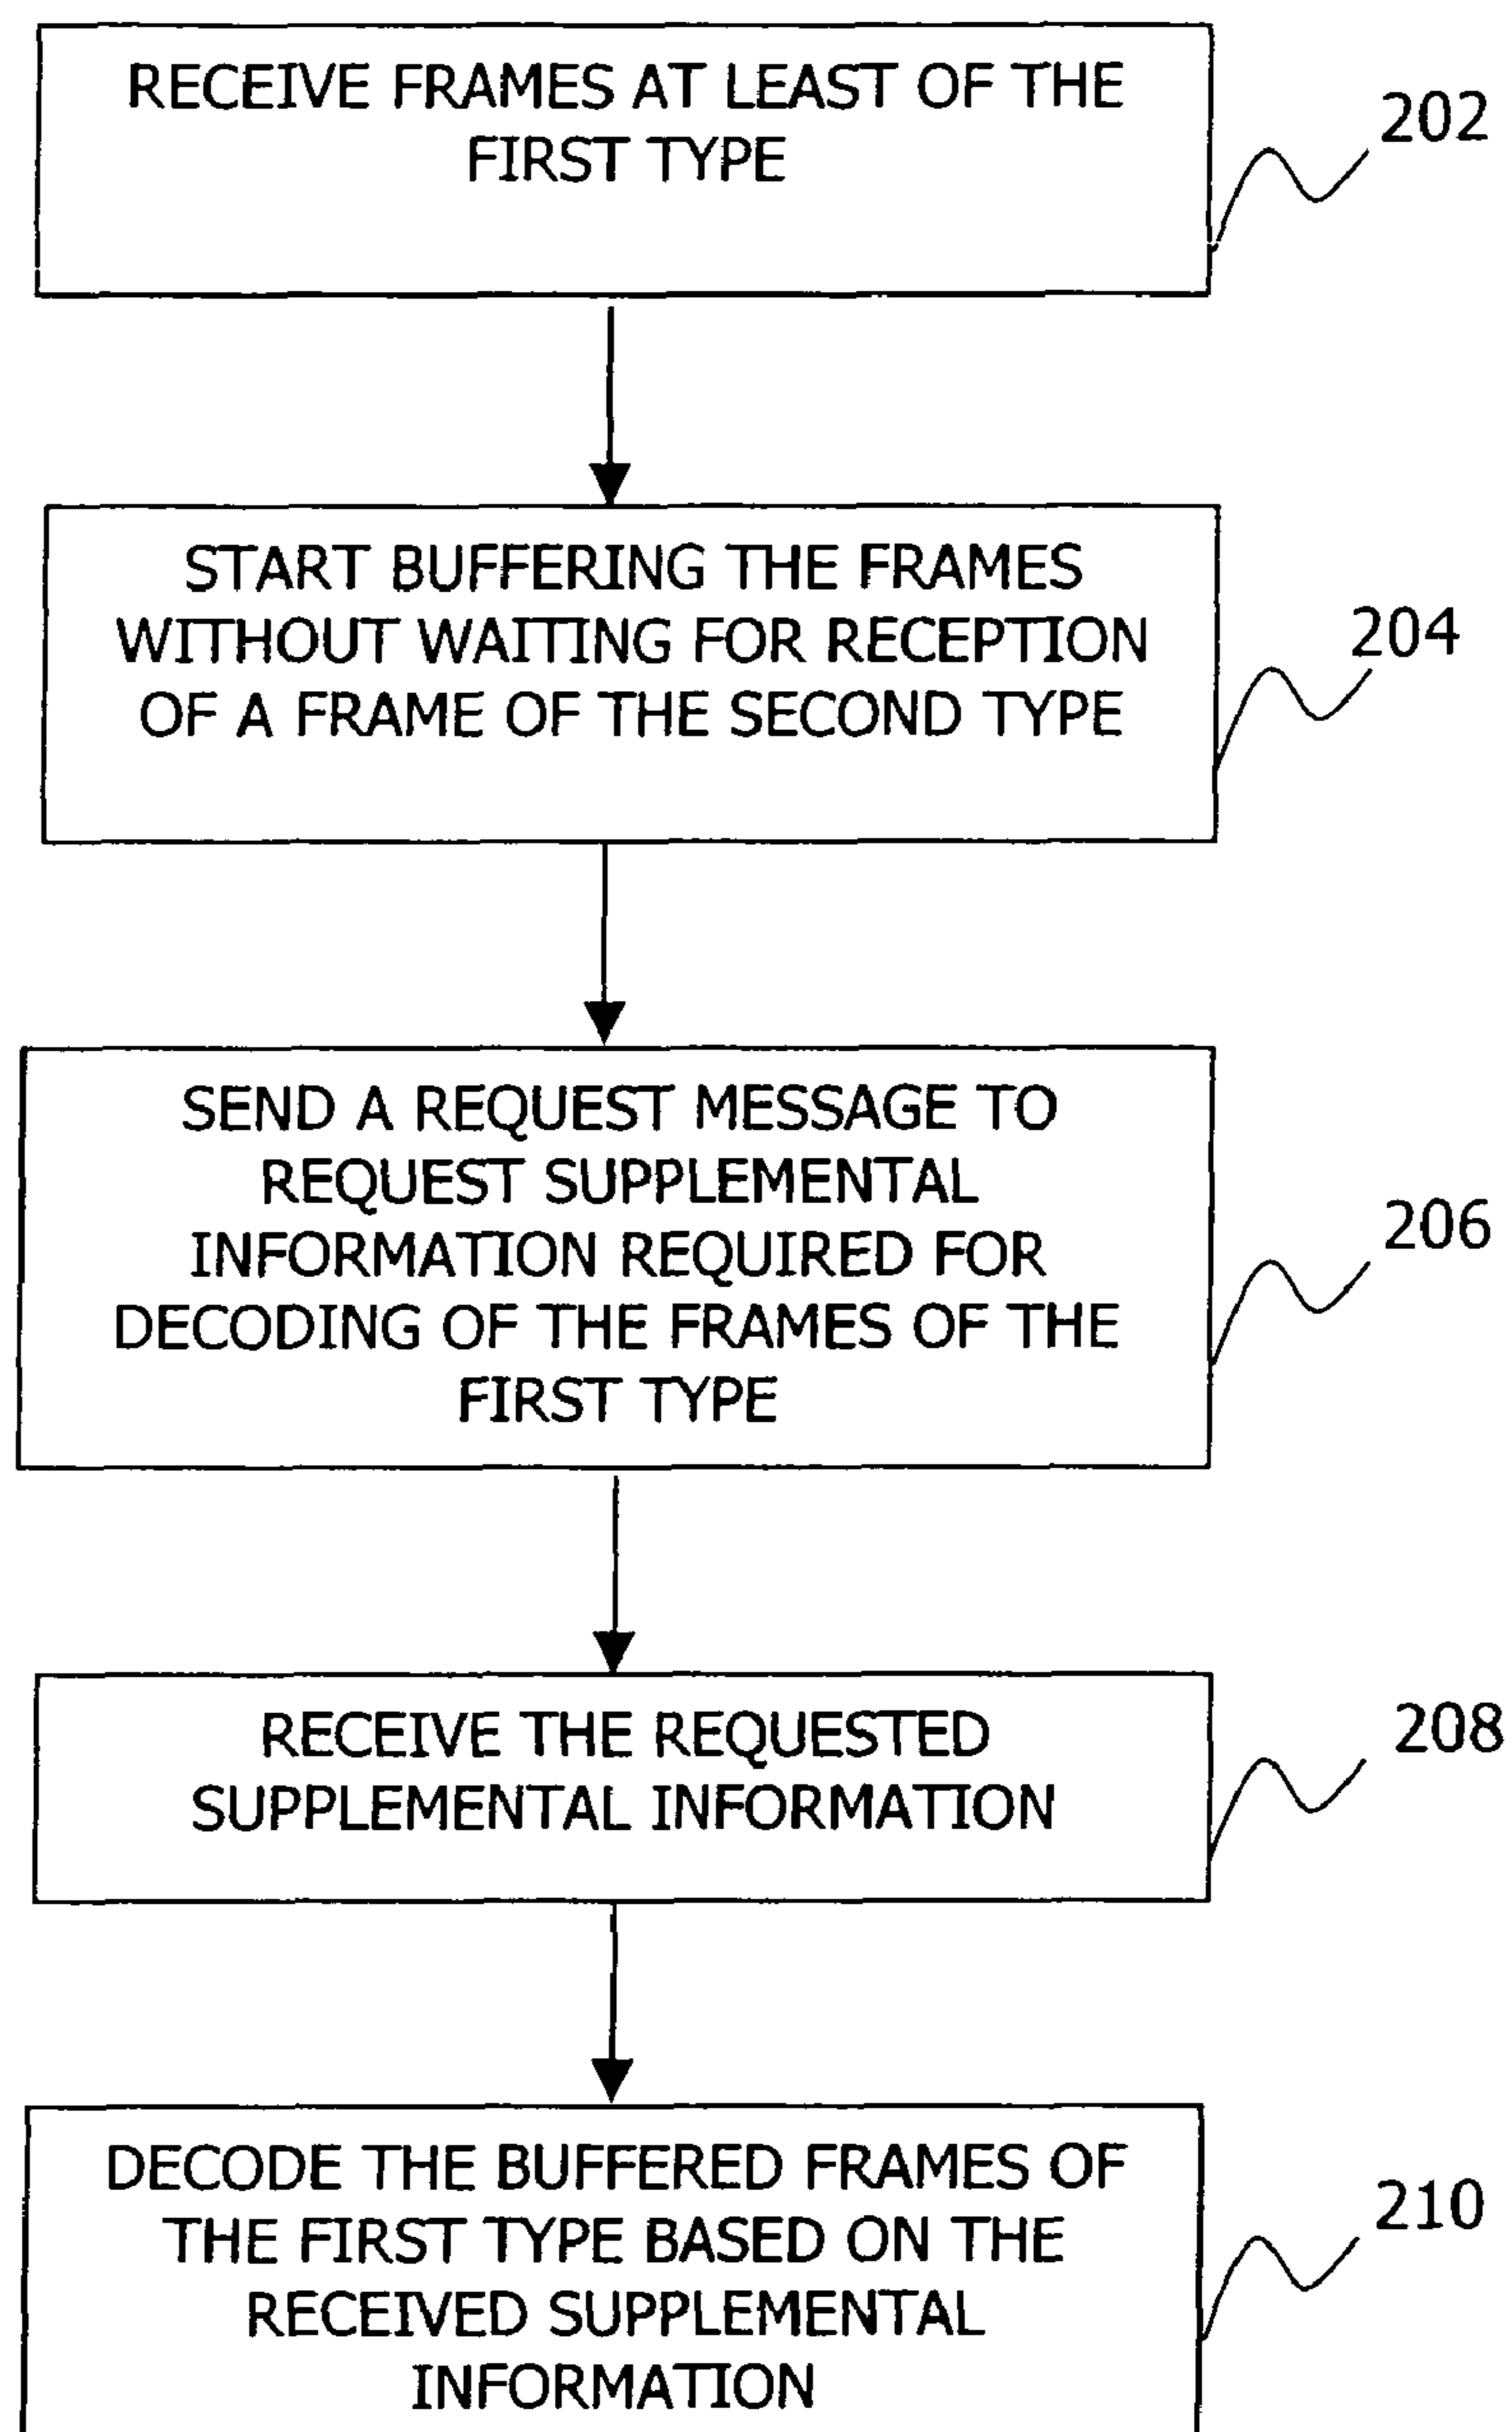 RECEIVE FRAMES AT LEAST OF THE
FIRST TYPE
202
START BUFFERING THE FRAMES
WITHOUT WAITING FOR RECEPTION
OF A FRAME OF THE SECOND TYPE
204
SEND A REQUEST MESSAGE TO
REQUEST SUPPLEMENTAL
INFORMATION REQUIRED FOR
DECODING OF THE FRAMES OF THE
FIRST TYPE
206
RECEIVE THE REQUESTED
SUPPLEMENTAL INFORMATION
208
DECODE THE BUFFERED FRAMES OF
THE FIRST TYPE BASED ON THE
RECEIVED SUPPLEMENTAL
INFORMATION
210